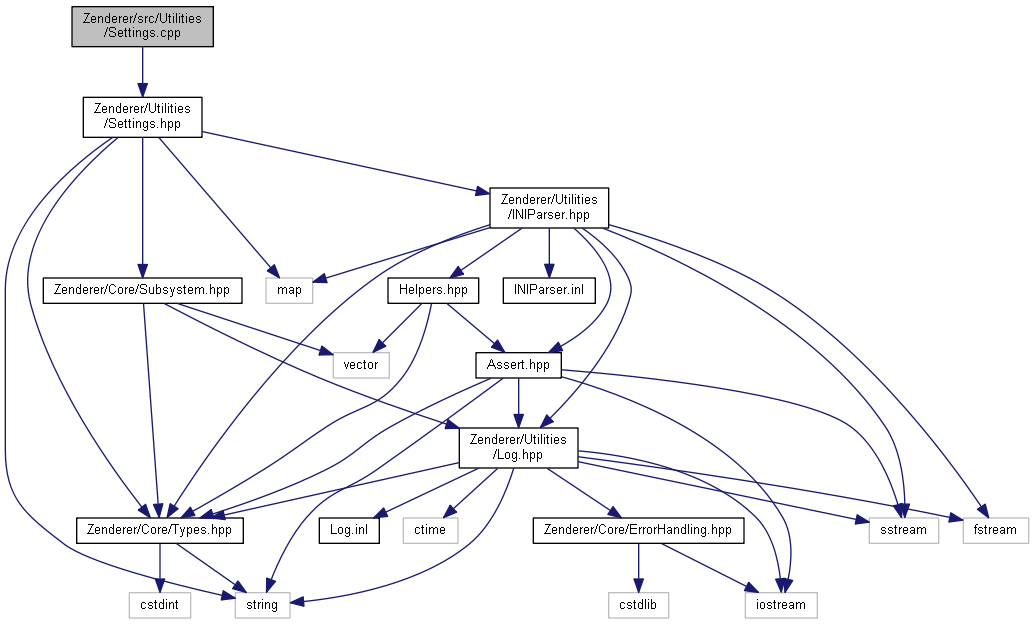 Zenderer/src/Utilities
/Settings.cpp
Zenderer/Utilities
/Settings.hpp
Zenderer/Utilities
/INIParser.hpp
Zenderer/Core/Subsystem.hpp
map
Helpers.hpp
INIParser.inl
vector
Assert.hpp
Zenderer/Utilities
/Log.hpp
Zenderer/Core/Types.hpp
Log.inl
ctime
Zenderer/Core/ErrorHandling.hpp
sstream
fstream
cstdint
string
cstdlib
iostream